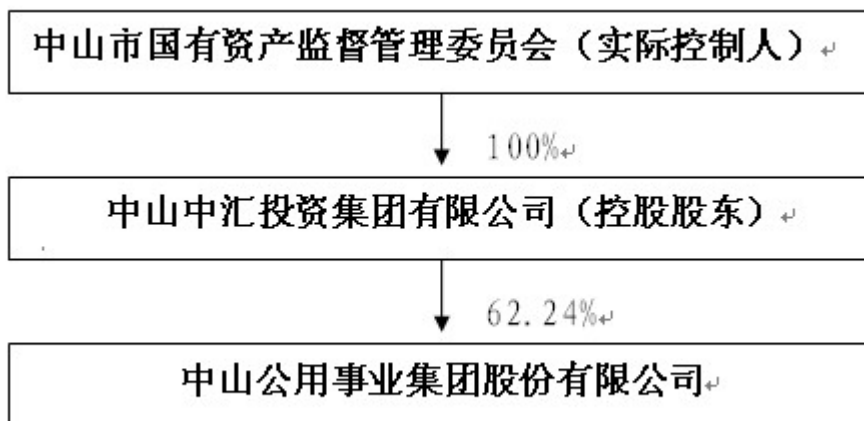 中山市国有资产监督管理委员会（实际控制人）
100%
中山中汇投资集团有限公司（控股股东）
62.24%
中山公用事业集团股份有限公司